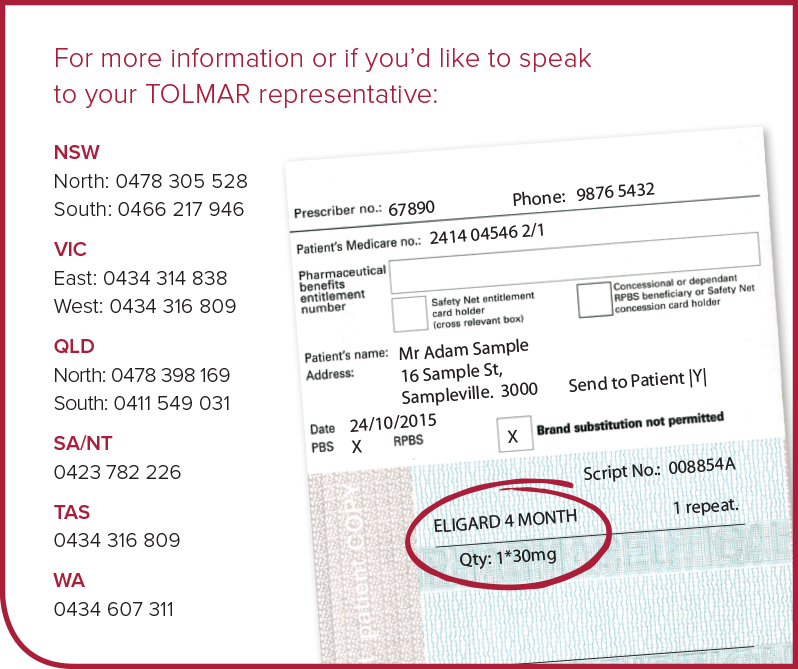 For more information or if you'd like to speak
to your TOLMAR representative:
NSW
North: 0478 305 528
South: 0466 217 946
VIC
East: 0434 314 838
West: 0434 316 809
QLD
North: 0478 398 169
South: 0411 549 031
SA/NT
0423 782 226
TAS
0434 316 809
WA
0434 607 311
Prescriber no.: 67890 Phone: 9876 5432
Patient's Medicare no.: 2414 04546 2/1
Pharmaceutical
benefits
entitlement
number
Safety Net entitlement
card holder
(cross relevant box)
Concessional or dependant
RPBS beneficiary or Safety Net
concession card holder
Patient's name: Mr Adam Sample
Address: 16 Sample St,
Sampleville. 3000 Send to Patient |Y|
Date 24/10/2015
PBS X RPBS
X Brand substitution not permitted
Script No.: 008854A
ELIGARD 4 MONTH 1 repeat.
Qty: 1*30mg
patient COPY